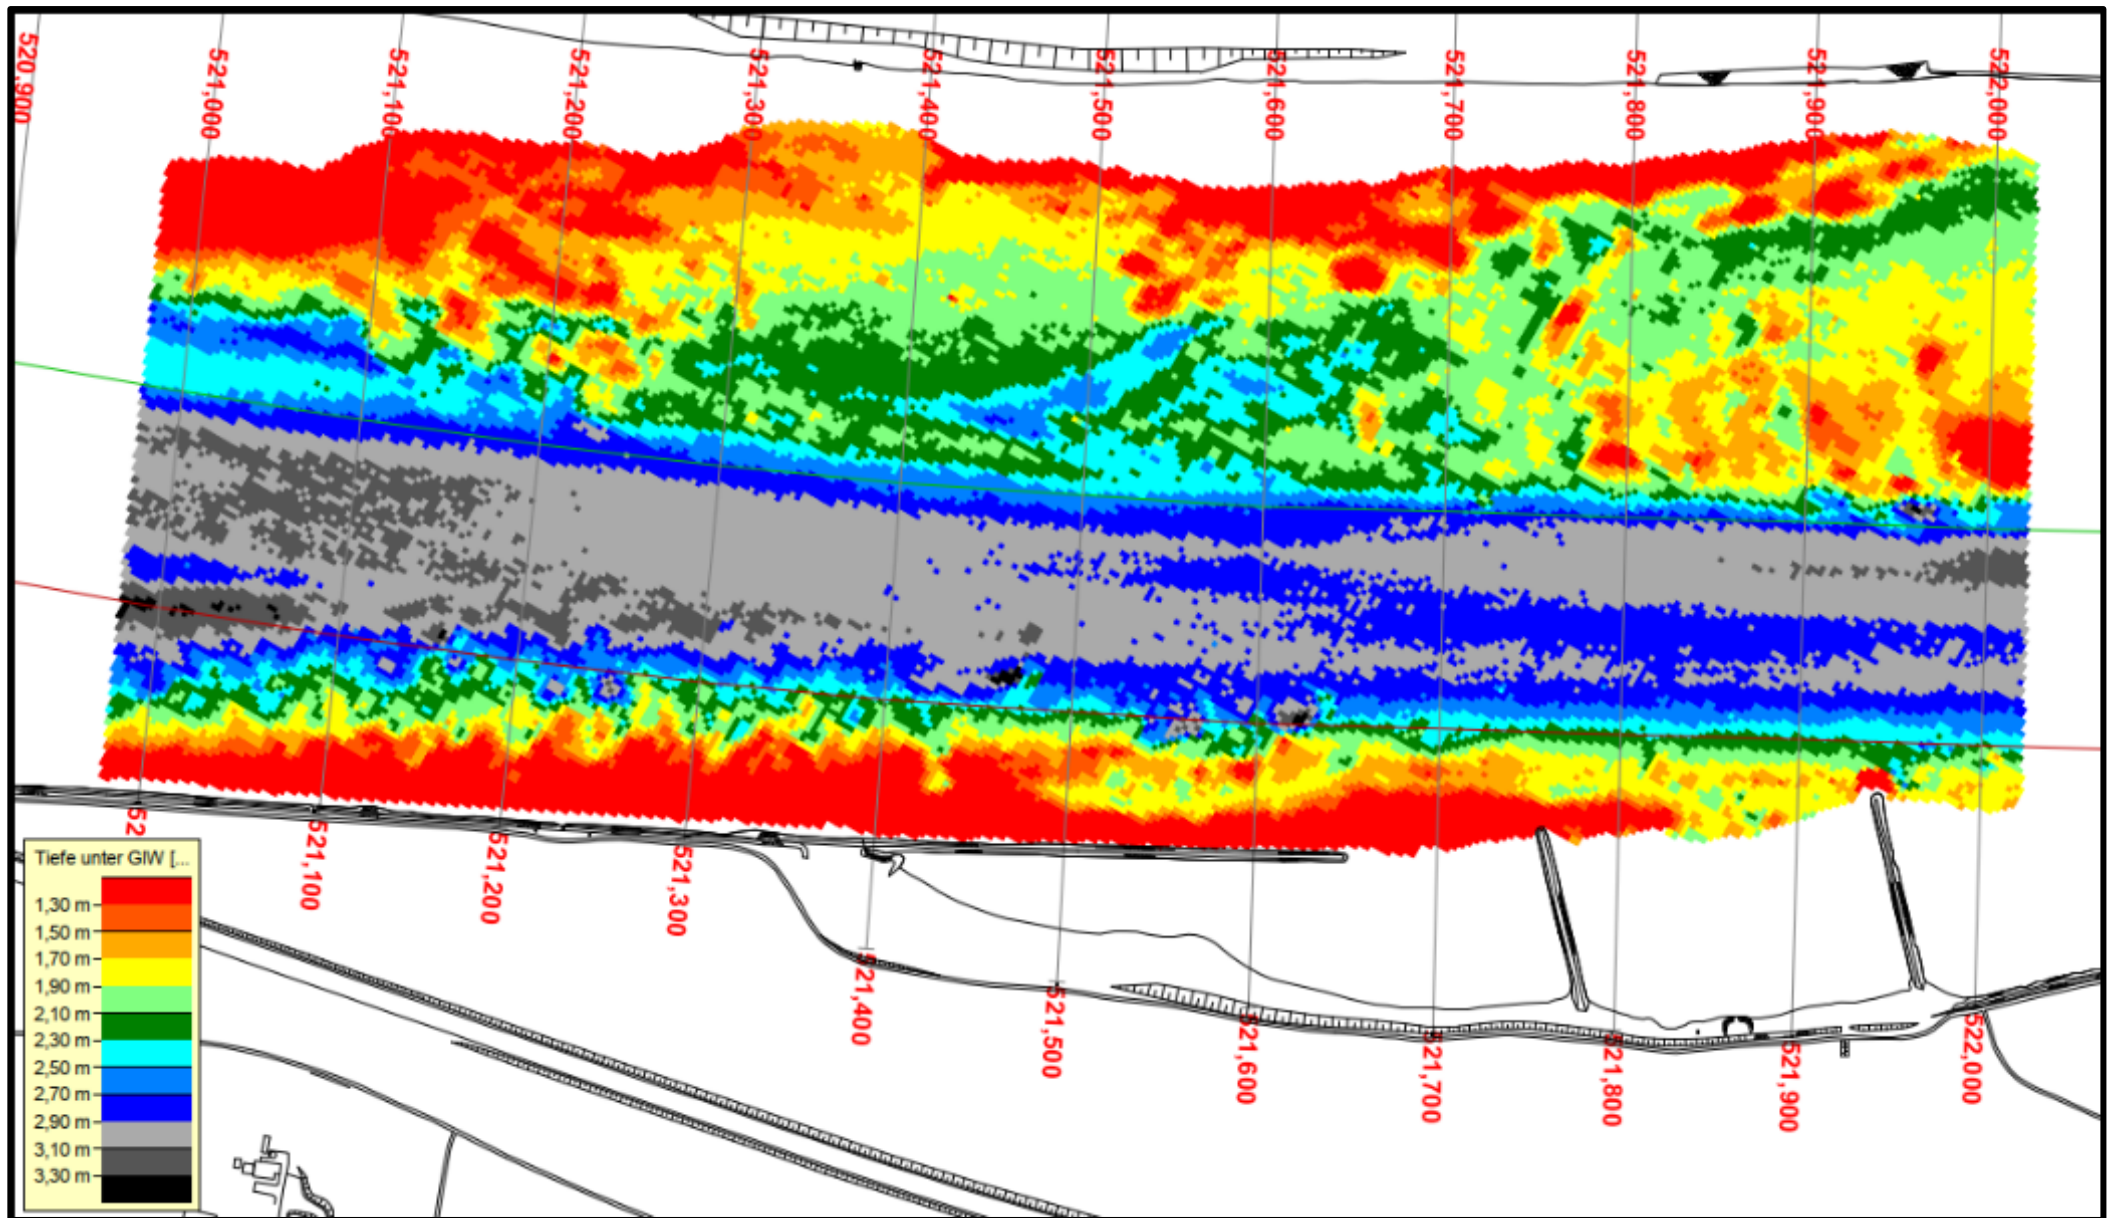 520,900
521,000
521,100
521,200
521,300
521,400
521,500
521,600
521,700
521,800
521,900
522,000
52
521,100
521,200
521,300
521,400
521,500
521,600
521,700
521,800
521,900
522,000
Tiefe unter GlW [...
1,30 m
1,50 m
1,70 m
1,90 m
2,10 m
2,30 m
2,50 m
2,70 m
2,90 m
3,10 m
3,30 m